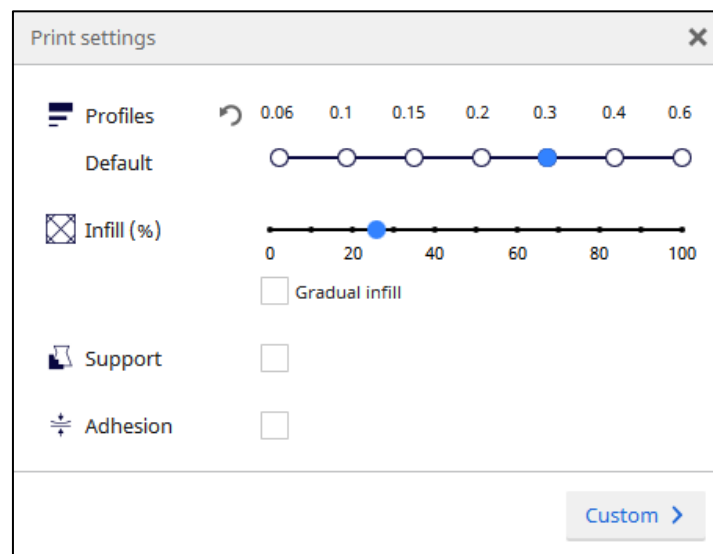 Print settings
Profiles 0.06 0.1 0.15 0.2 0.3 0.4 0.6
Default
Infill (%)
0 20 40 60 80 100
Gradual infill
Support
Adhesion
Custom